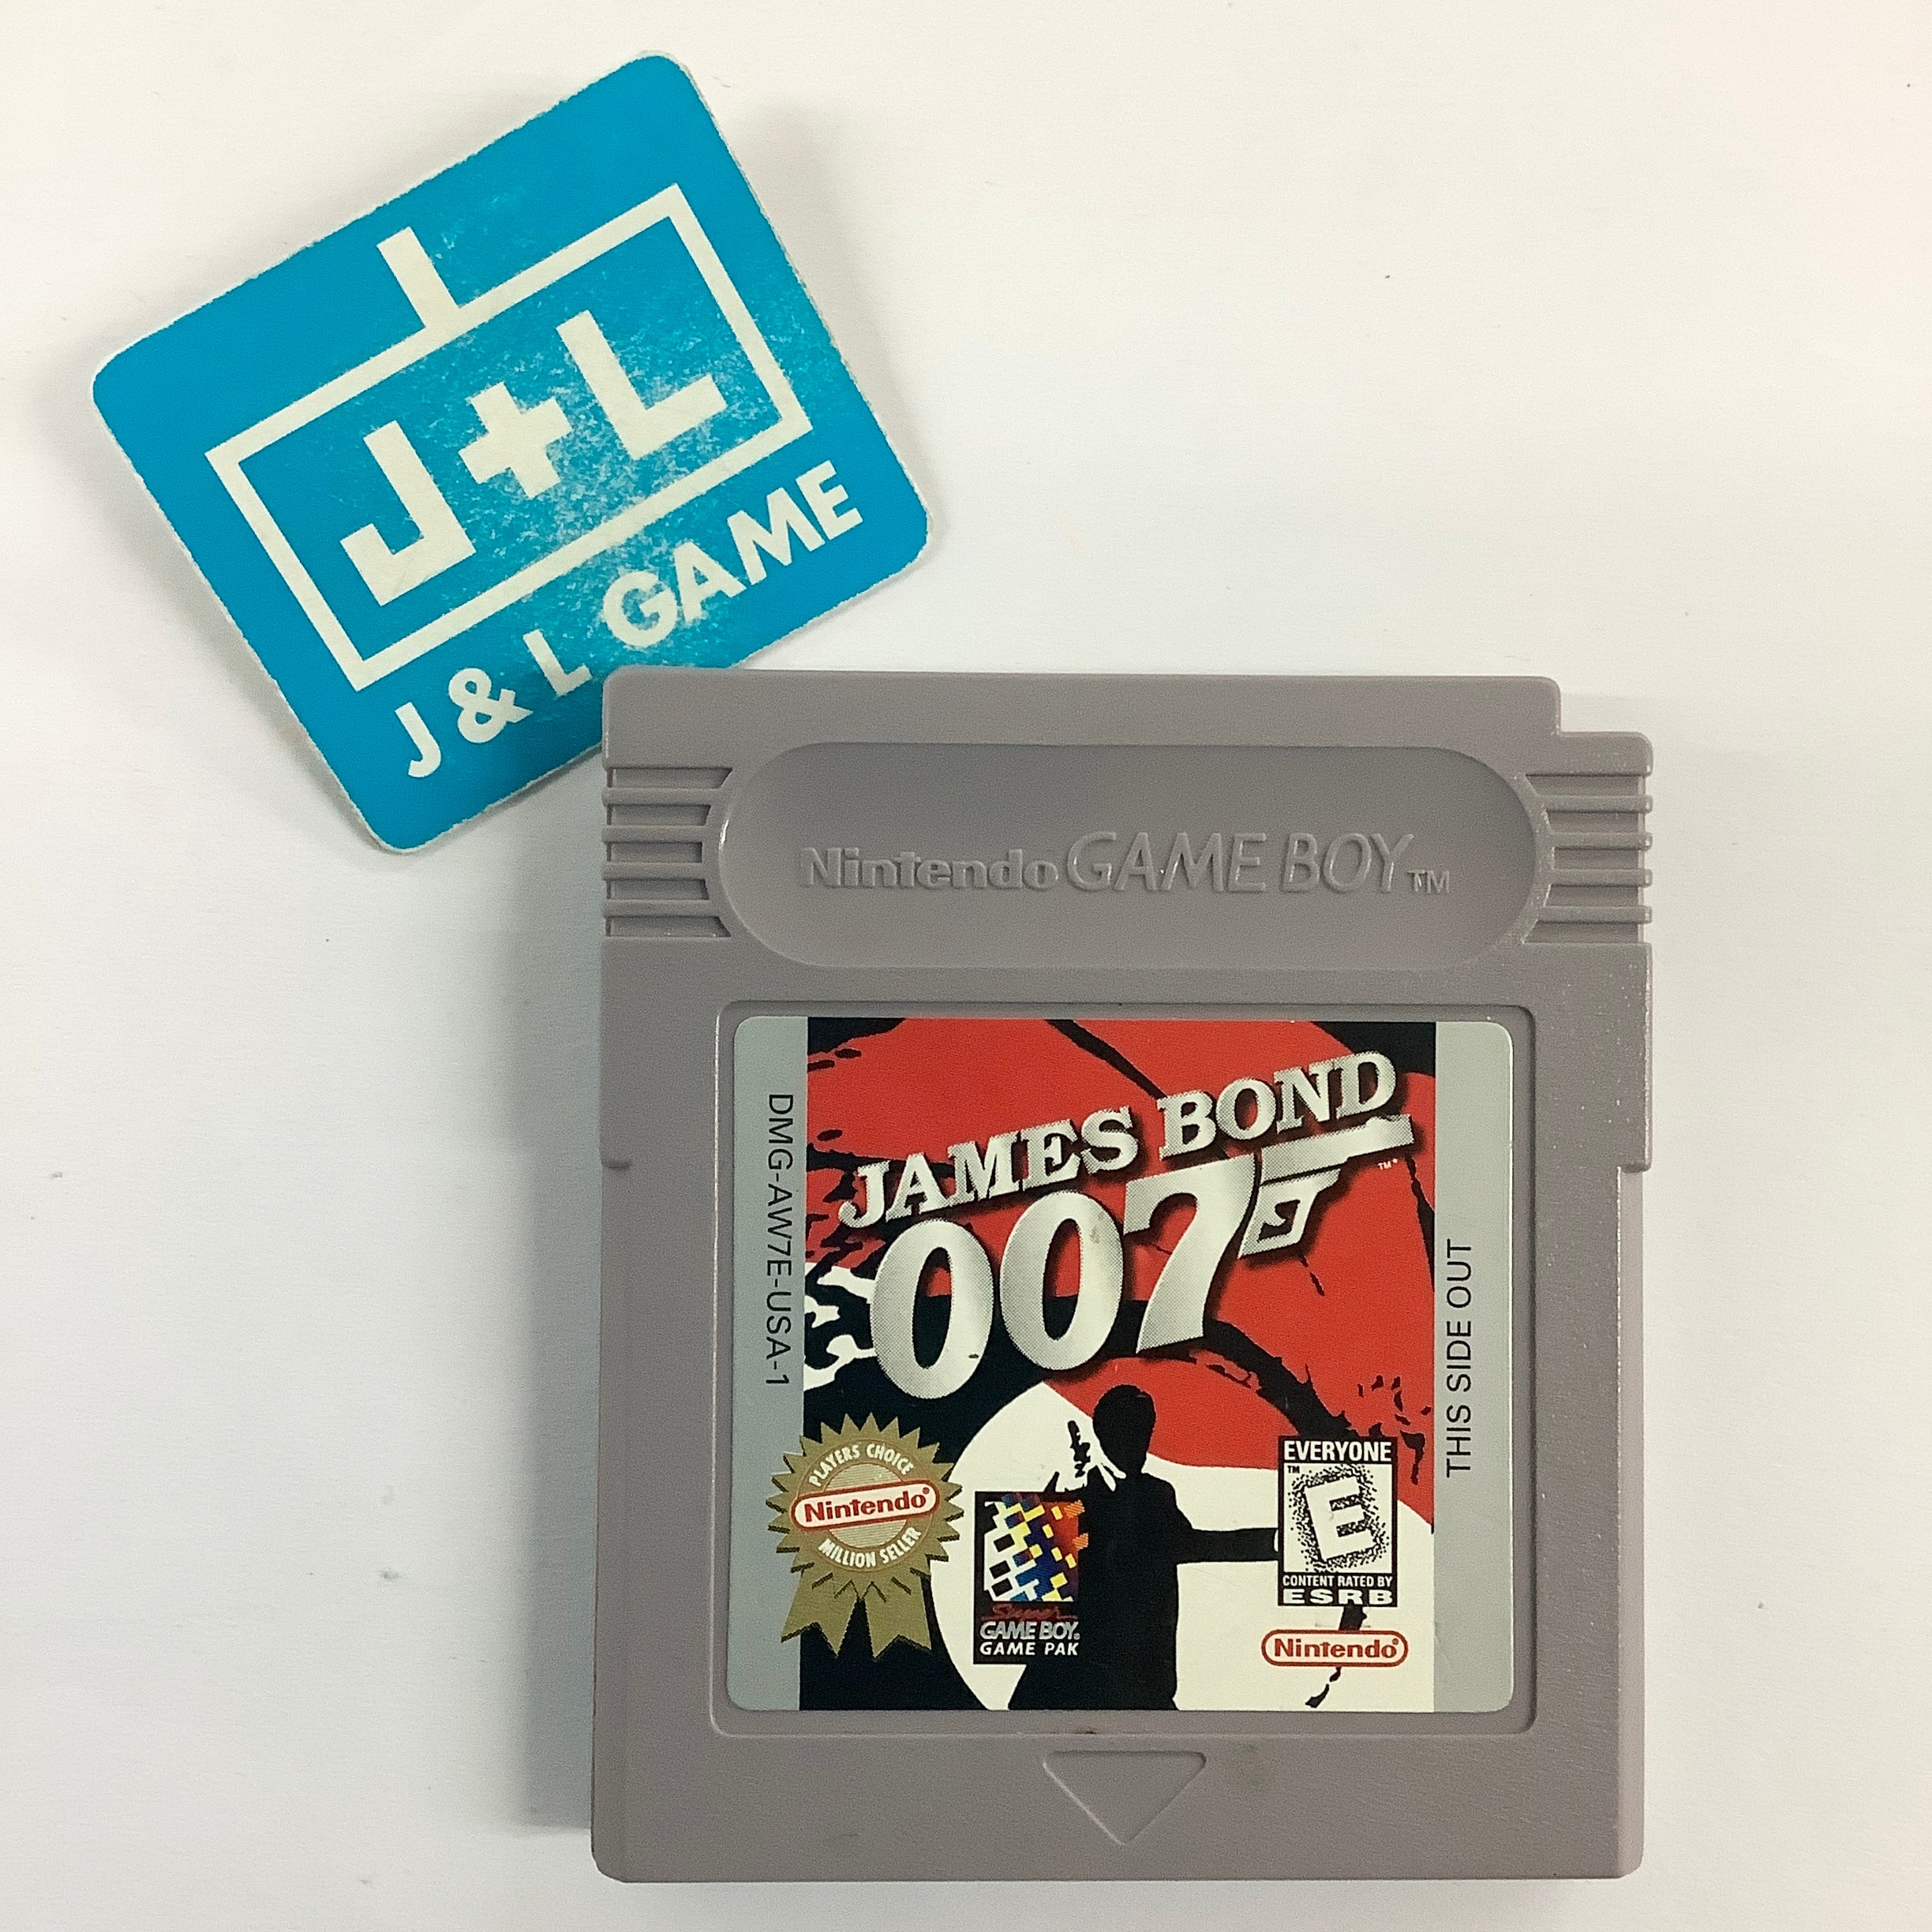 J+L
J & L GAME
Nintendo GAME BOY TM
DMG-AW7E-USA-1
JAMES BOND
007
TM*
THIS SIDE OUT
PLAYERS CHOICE
Nintendo®
MILLION SELLER
Super
GAME BOY®
GAME PAK
EVERYONE
TM
E
CONTENT RATED BY
ESRB
Nintendo®